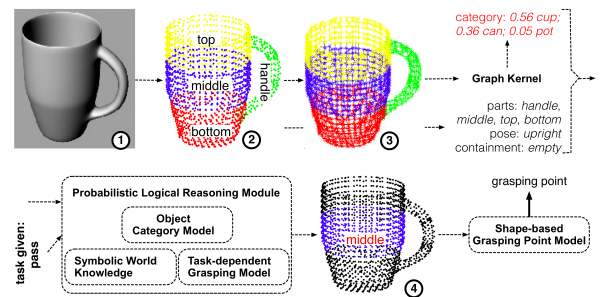 category: 0.56 cup;
0.36 can; 0.05 pot
top
handle
middle
bottom
Graph Kernel
parts: handle,
middle, top, bottom
pose: upright
containment: empty
1
2
3
task given:
pass
Probabilistic Logical Reasoning Module
Object
Category Model
Symbolic World
Knowledge
Task-dependent
Grasping Model
middle
4
grasping point
Shape-based
Grasping Point Model